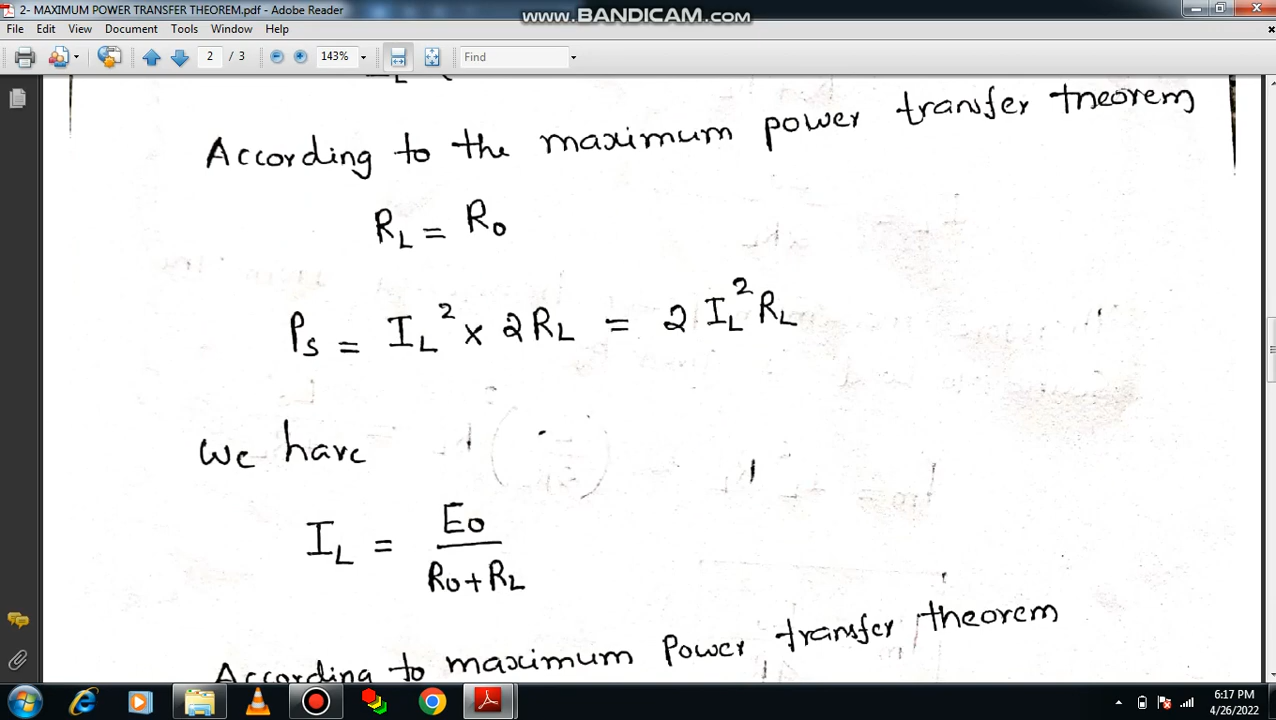 2- MAXIMUM POWER TRANSFER THEOREM.pdf - Adobe Reader
www.BANDICAM.com
File Edit View Document Tools Window Help
2 / 3 143% Find
According to the maximum power transfer theorem
R_L = R_0
P_S = I_L^2 × 2R_L = 2 I_L^2 R_L
we have
I_L = E_0 / (R_0 + R_L)
According to maximum Power transfer theorem
6:17 PM
4/26/2022